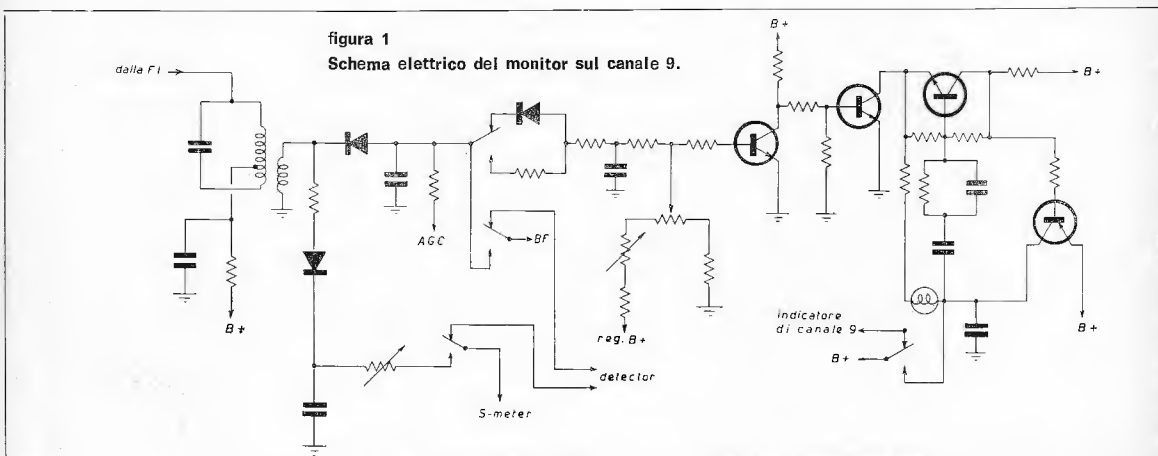 figura 1
Schema elettrico del monitor sul canale 9.
dalla FI
B+
AGC
BF
S-meter
detector
reg. B+
B+
B+
Indicatore
di canale 9
B+
B+